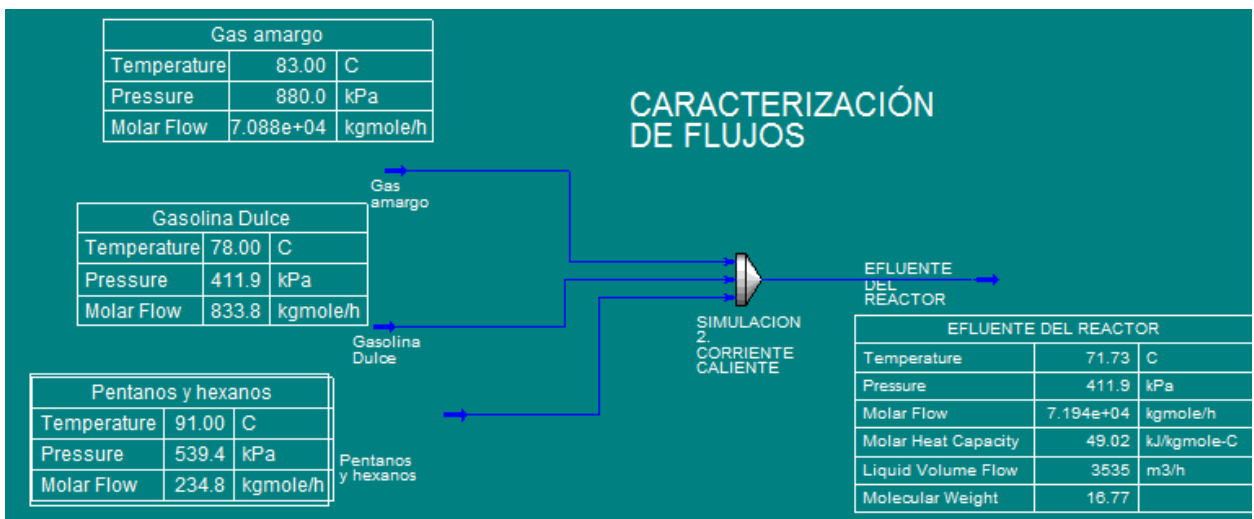 Gas amargo
Temperature 83.00 C
Pressure 880.0 kPa
Molar Flow 7.088e+04 kgmole/h
CARACTERIZACIÓN
DE FLUJOS
Gas
amargo
Gasolina Dulce
Temperature 78.00 C
Pressure 411.9 kPa
Molar Flow 833.8 kgmole/h
Gasolina
Dulce
Pentanos y hexanos
Temperature 91.00 C
Pressure 539.4 kPa
Molar Flow 234.8 kgmole/h
Pentanos
y hexanos
SIMULACION
2.
CORRIENTE
CALIENTE
EFLUENTE
DEL
REACTOR
EFLUENTE DEL REACTOR
Temperature 71.73 C
Pressure 411.9 kPa
Molar Flow 7.194e+04 kgmole/h
Molar Heat Capacity 49.02 kJ/kgmole-C
Liquid Volume Flow 3535 m3/h
Molecular Weight 16.77